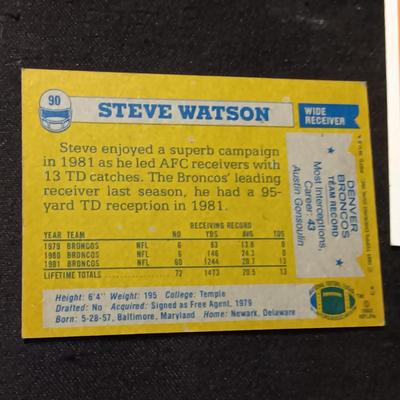 90
STEVE WATSON
WIDE RECEIVER
Steve enjoyed a superb campaign
in 1981 as he led AFC receivers with
13 TD catches. The Broncos' leading
receiver last season, he had a 95-
yard TD reception in 1981.
DENVER
BRONCOS
TEAM RECORD
Most Interceptions,
Career: 43
Austin Gonsoulin
RECEIVING RECORD
YEAR TEAM NO YDS AVG TD
1979 BRONCOS NFL 6 83 13.8 0
1980 BRONCOS NFL 6 146 24.3 0
1981 BRONCOS NFL 60 1244 20.7 13
LIFETIME TOTALS 72 1473 20.5 13
Height: 6'4" Weight: 195 College: Temple
Drafted: No Acquired: Signed as Free Agent, 1979
Born: 5-28-57, Baltimore, Maryland Home: Newark, Delaware